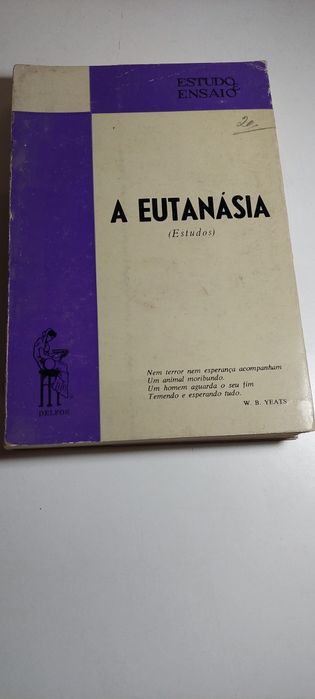 ESTUDO E
ENSAIO
20.
A EUTANÁSIA
(Estudos)
Nem terror nem esperança acompanham
Um animal moribundo.
Um homem aguarda o seu fim
Temendo e esperando tudo.
W. B. YEATS
DELFOS